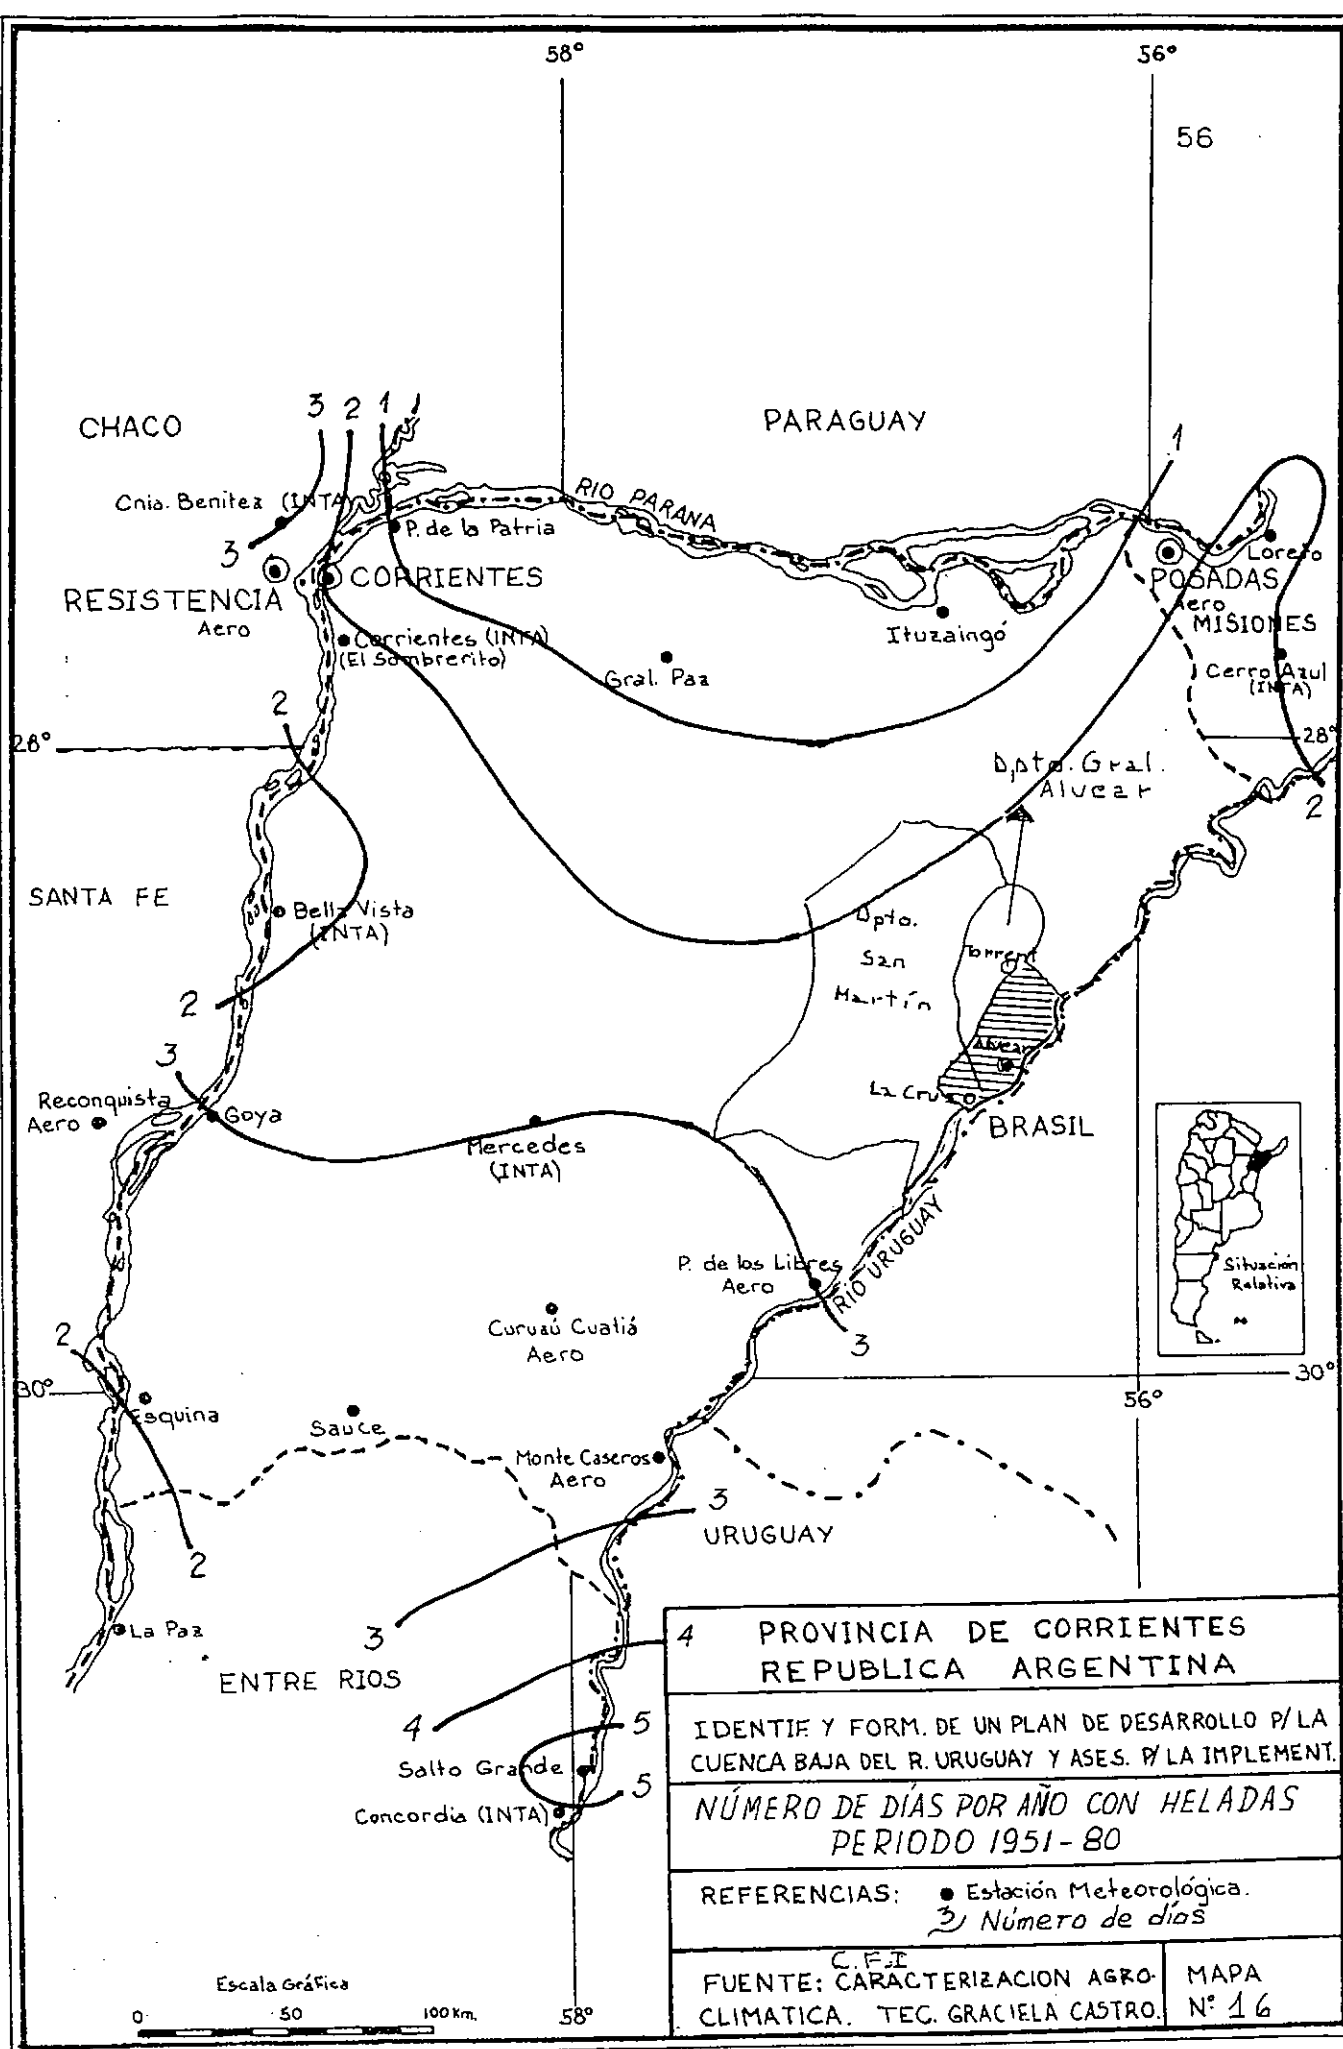 58°
56°
56
CHACO
3 2 1
PARAGUAY
1
Cnia. Benitez (INTA)
RIO PARANA
P. de la Patria
3
Loreto
RESISTENCIA
Aero
CORRIENTES
POSADAS
Aero
MISIONES
Corrientes (INTA)
(El Sombrerito)
Ituzaingó
Gral. Paz
Cerro Azul
(INTA)
2
28°
28°
Dpto. Gral.
Alvear
2
SANTA FE
Bella Vista
(INTA)
Dpto.
San
Martín
Torrent
2
Alvear
3
La Cruz
Reconquista
Aero
Goya
BRASIL
Mercedes
(INTA)
RIO URUGUAY
P. de los Libres
Aero
Situación
Relativa
Curuzú Cuatiá
Aero
3
2
30°
30°
56°
Esquina
Sauce
Monte Caseros
Aero
3
URUGUAY
2
3
La Paz
ENTRE RIOS
4
4
5
Salto Grande
5
Concordia (INTA)
PROVINCIA DE CORRIENTES
REPUBLICA ARGENTINA
IDENTIF. Y FORM. DE UN PLAN DE DESARROLLO P/LA
CUENCA BAJA DEL R. URUGUAY Y ASES. P/LA IMPLEMENT.
NÚMERO DE DÍAS POR AÑO CON HELADAS
PERIODO 1951-80
REFERENCIAS: Estación Meteorológica.
3 Número de días
C.F.I
FUENTE: CARACTERIZACION AGRO-
CLIMATICA. TEC. GRACIELA CASTRO.
MAPA
N° 16
Escala Gráfica
0 50 100 Km.
58°